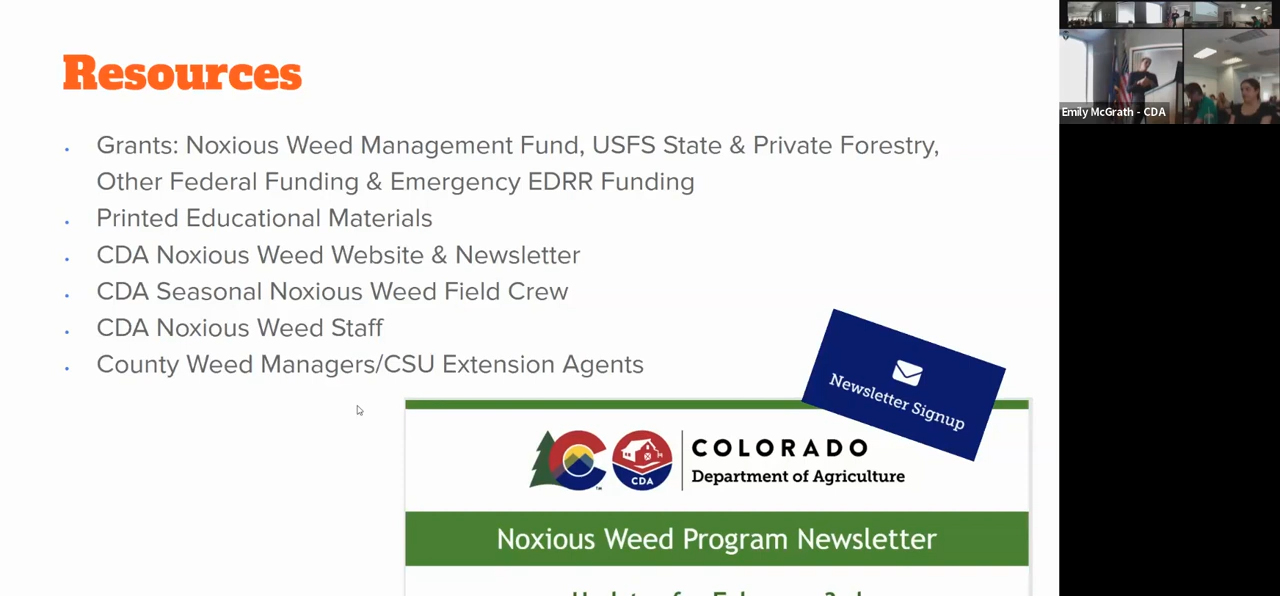 Resources
Grants: Noxious Weed Management Fund, USFS State & Private Forestry,
Other Federal Funding & Emergency EDRR Funding
Printed Educational Materials
CDA Noxious Weed Website & Newsletter
CDA Seasonal Noxious Weed Field Crew
CDA Noxious Weed Staff
County Weed Managers/CSU Extension Agents
Newsletter Signup
CDA
COLORADO
Department of Agriculture
Noxious Weed Program Newsletter
Emily McGrath - CDA